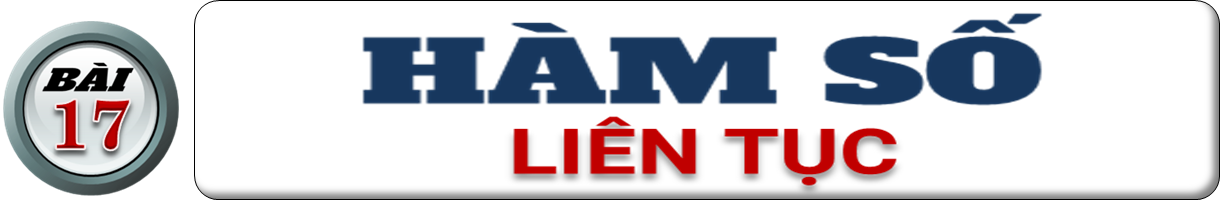 BÀI
17
HÀM SỐ
LIÊN TỤC